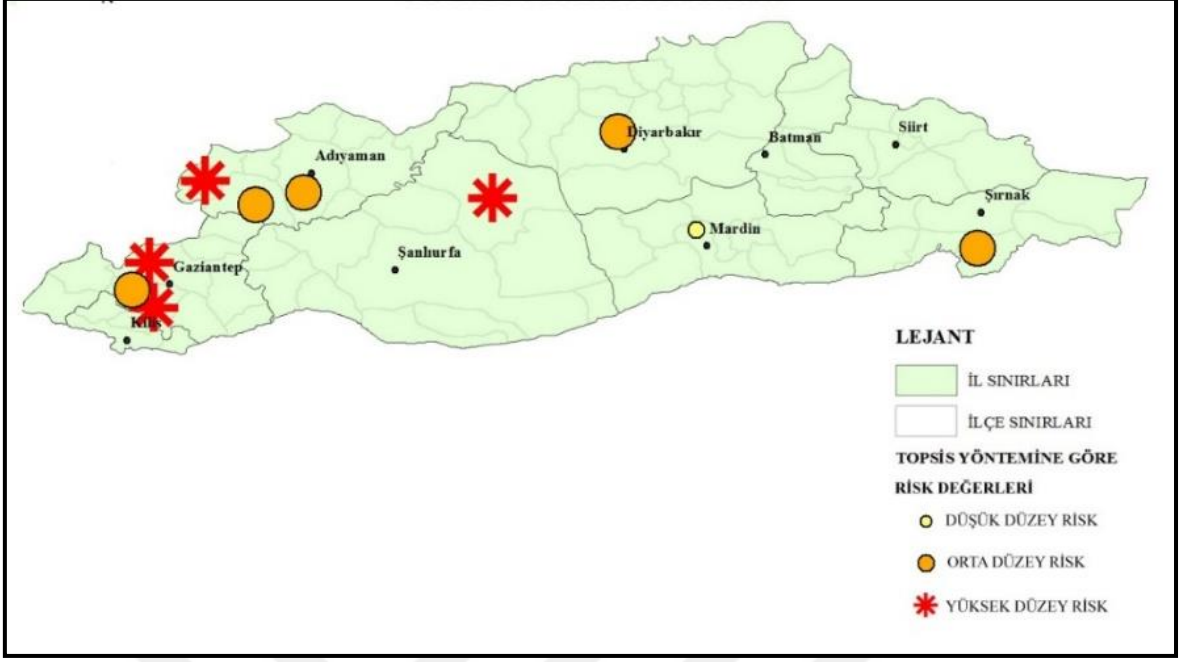 Diyarbakır
Batman
Siirt
Adıyaman
Şırnak
Mardin
Şanlıurfa
Gaziantep
Kilis
LEJANT
İL SINIRLARI
İLÇE SINIRLARI
TOPSİS YÖNTEMİNE GÖRE
RİSK DEĞERLERİ
DÜŞÜK DÜZEY RİSK
ORTA DÜZEY RİSK
YÜKSEK DÜZEY RİSK